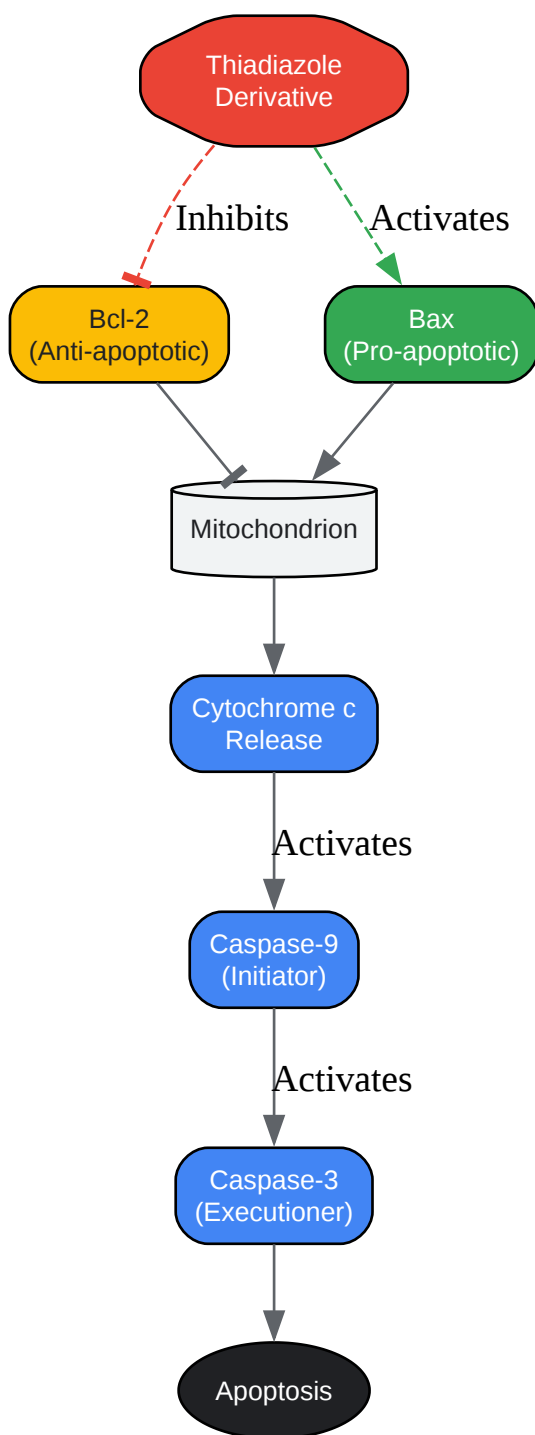 Thiadiazole
Derivative
Inhibits
Activates
Bcl-2
(Anti-apoptotic)
Bax
(Pro-apoptotic)
Mitochondrion
Cytochrome c
Release
Activates
Caspase-9
(Initiator)
Activates
Caspase-3
(Executioner)
Apoptosis